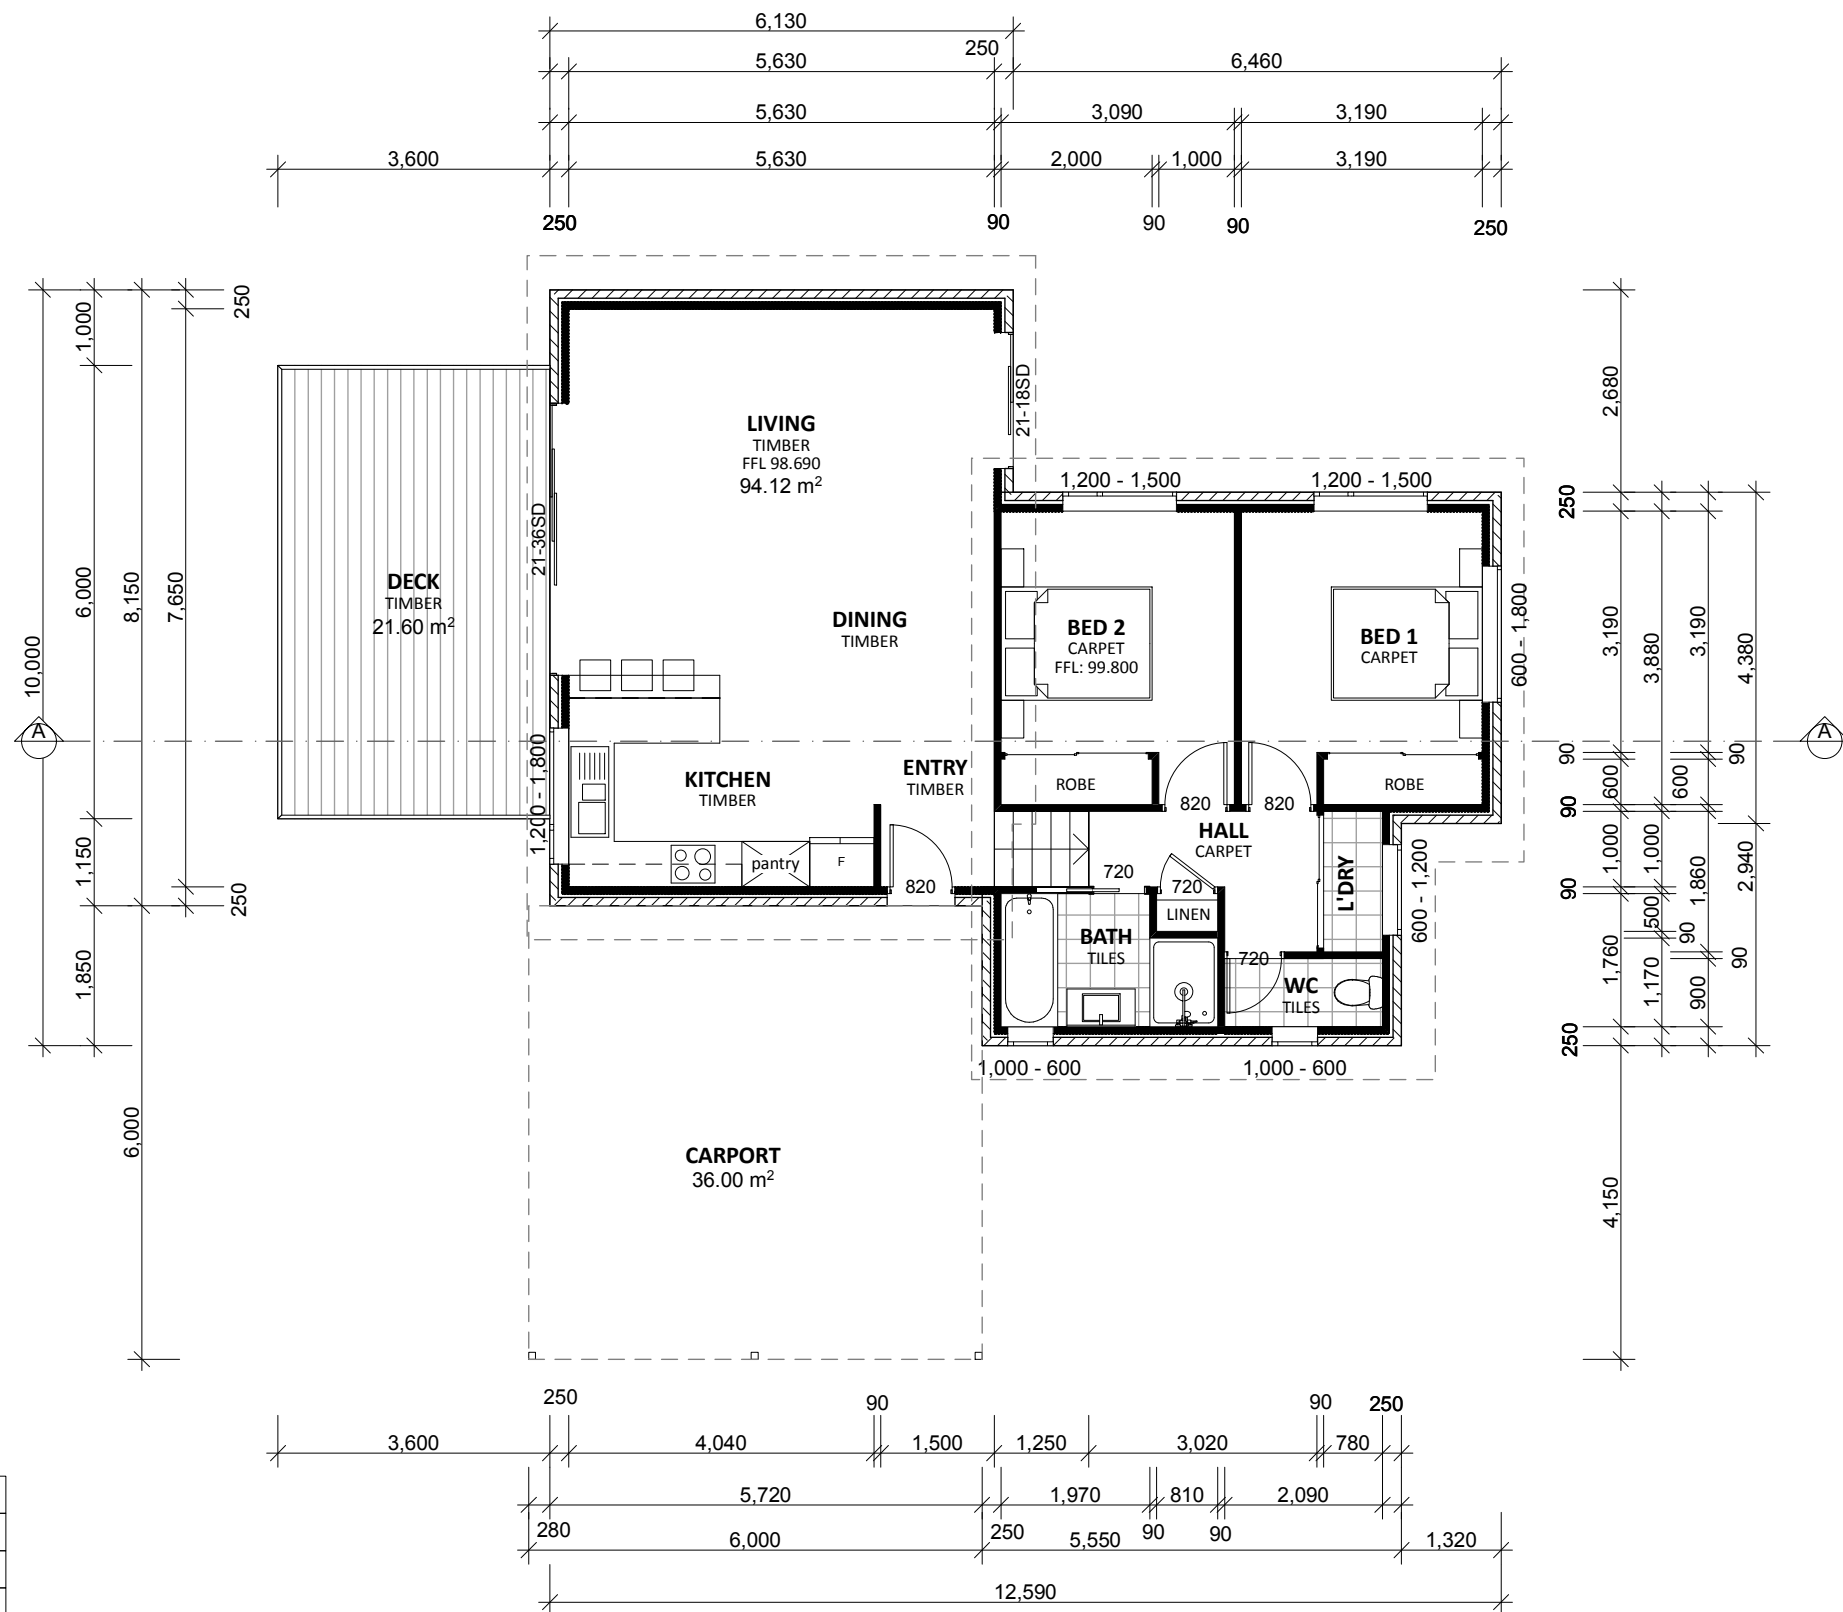 6,130
250
5,630
6,460
5,630
3,090
3,190
3,600
5,630
2,000
1,000
3,190
250
90
90
90
250
10,000
1,000
6,000
1,150
1,850
8,150
6,000
250
7,650
250
LIVING
TIMBER
FFL 98.690
94.12 m²
21-18SD
21-36SD
DECK
TIMBER
21.60 m²
DINING
TIMBER
1,200 - 1,500
1,200 - 1,500
BED 2
CARPET
FFL: 99.800
BED 1
CARPET
600 - 1,800
A
A
1,200 - 1,800
KITCHEN
TIMBER
ENTRY
TIMBER
ROBE
ROBE
820
820
HALL
CARPET
pantry
F
820
720
720
LINEN
L'DRY
600 - 1,200
BATH
TILES
720
WC
TILES
1,000 - 600
1,000 - 600
CARPORT
36.00 m²
250
90
90
90
250
2,680
3,190
600
1,000
1,760
4,150
3,880
1,000
500
1,170
3,190
600
1,860
90
900
90
90
4,380
2,940
250
90
90
250
3,600
4,040
1,500
1,250
3,020
780
5,720
1,970
810
2,090
280
250
90
90
6,000
5,550
1,320
12,590